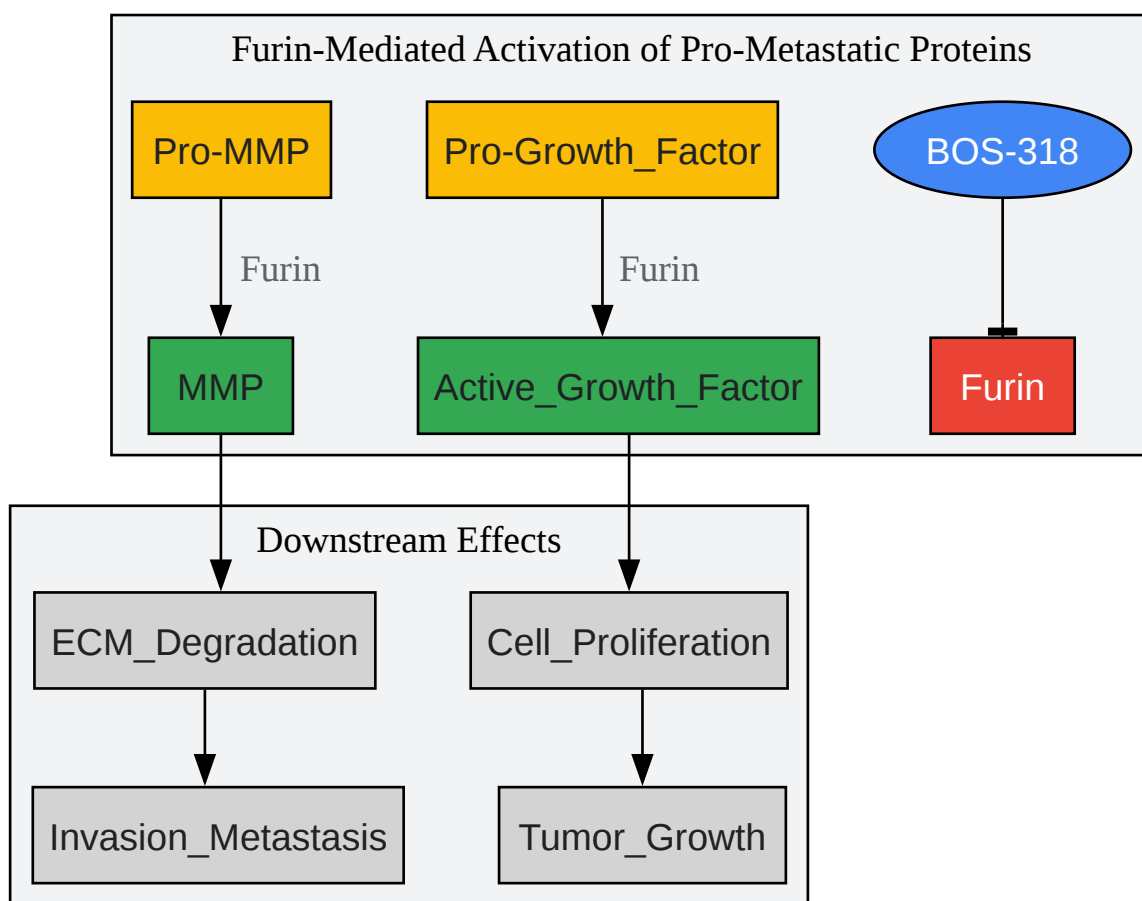 Furin-Mediated Activation of Pro-Metastatic Proteins
Pro-MMP
Pro-Growth_Factor
BOS-318
Furin
Furin
MMP
Active_Growth_Factor
Furin
Downstream Effects
ECM_Degradation
Cell_Proliferation
Invasion_Metastasis
Tumor_Growth